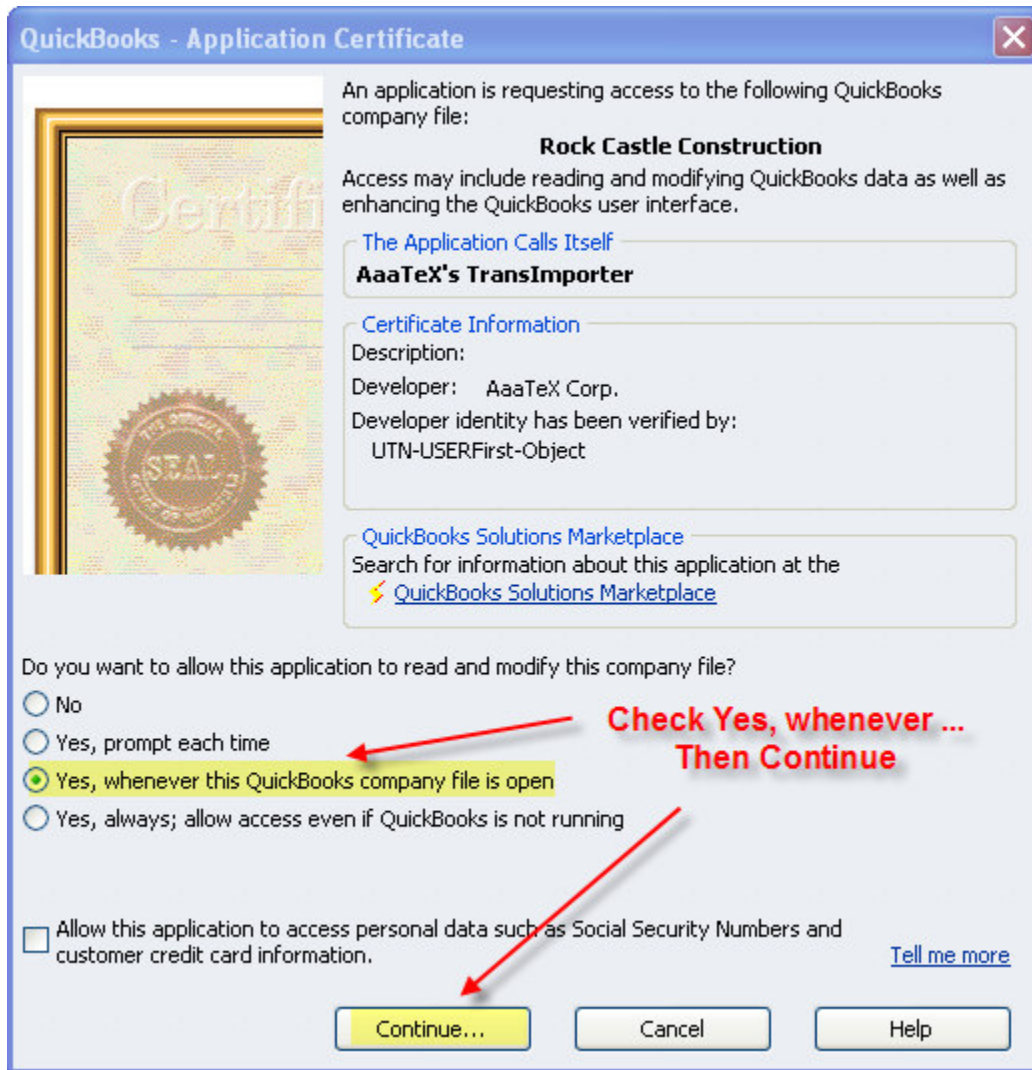 QuickBooks - Application Certificate
An application is requesting access to the following QuickBooks
company file:
Rock Castle Construction
Access may include reading and modifying QuickBooks data as well as
enhancing the QuickBooks user interface.
The Application Calls Itself
AaaTeX's TransImporter
Certificate Information
Description:
Developer: AaaTeX Corp.
Developer identity has been verified by:
UTN-USERFirst-Object
QuickBooks Solutions Marketplace
Search for information about this application at the
QuickBooks Solutions Marketplace
Certifi
SEAL
Do you want to allow this application to read and modify this company file?
No
Yes, prompt each time
Yes, whenever this QuickBooks company file is open
Yes, always; allow access even if QuickBooks is not running
Check Yes, whenever ...
Then Continue
Allow this application to access personal data such as Social Security Numbers and
customer credit card information.
Tell me more
Continue...
Cancel
Help